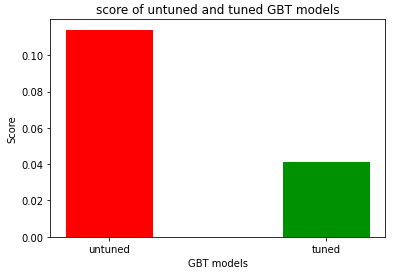 score of untuned and tuned GBT models
Score
0.10
0.08
0.06
0.04
0.02
0.00
untuned
tuned
GBT models